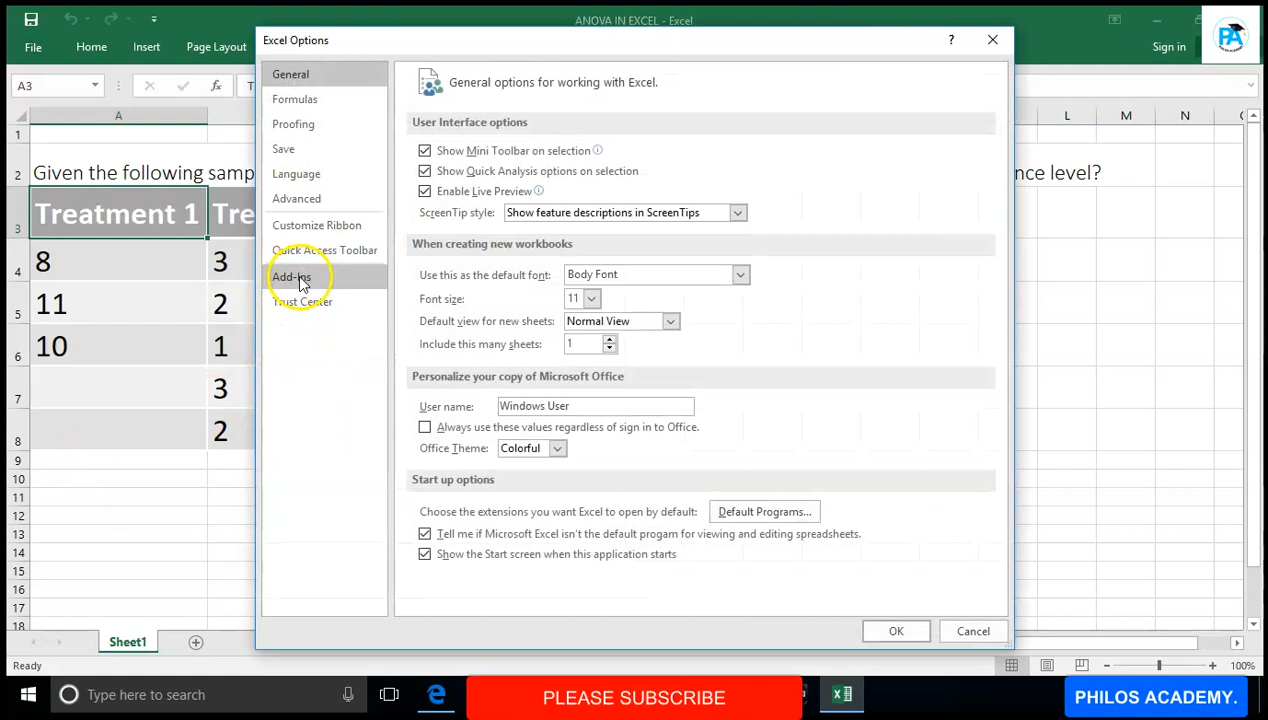 ANOVA IN EXCEL - Excel
File Home Insert Page Layout Sign in
PA
PHILOS ACADEMY
Excel Options
?
A3
General
Formulas
Proofing
Save
Language
Advanced
Customize Ribbon
Quick Access Toolbar
Add-Ins
Trust Center
General options for working with Excel.
User Interface options
Show Mini Toolbar on selection
Show Quick Analysis options on selection
Enable Live Preview
ScreenTip style: Show feature descriptions in ScreenTips
When creating new workbooks
Use this as the default font: Body Font
Font size: 11
Default view for new sheets: Normal View
Include this many sheets: 1
Personalize your copy of Microsoft Office
User name: Windows User
Always use these values regardless of sign in to Office.
Office Theme: Colorful
Start up options
Choose the extensions you want Excel to open by default: Default Programs...
Tell me if Microsoft Excel isn't the default progam for viewing and editing spreadsheets.
Show the Start screen when this application starts
OK Cancel
A L M N
1
2 Given the following nce level?
3 Treatment 1
4 8 3
5 11 2
6 10 1
7 3
8 2
9
10
11
12
13
14
15
16
17
18
Sheet1
Ready 100%
Type here to search
PLEASE SUBSCRIBE
PHILOS ACADEMY.